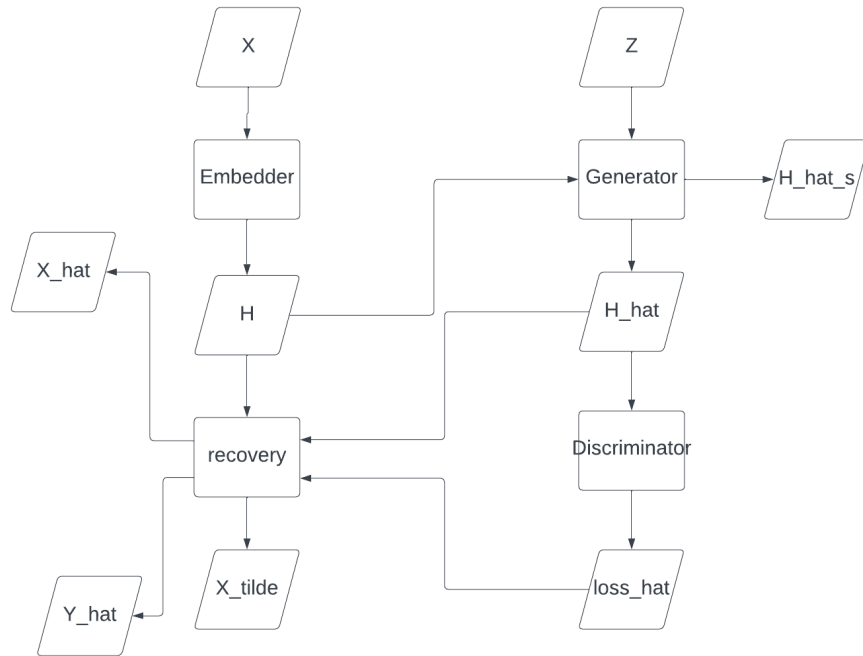 X
Z
Embedder
Generator
H_hat_s
X_hat
H
H_hat
recovery
Discriminator
X_tilde
loss_hat
Y_hat